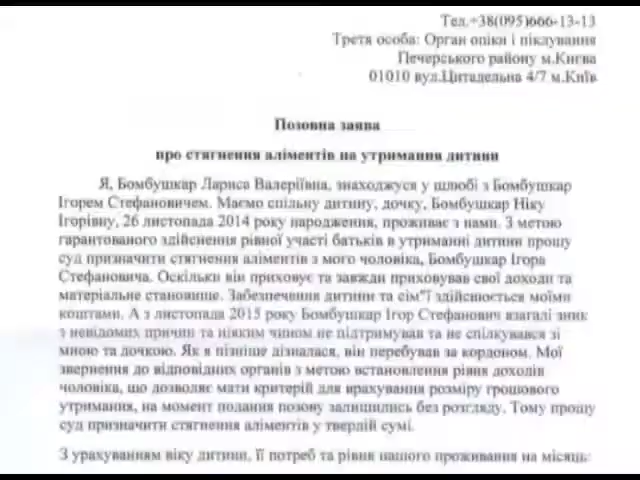 Тел.+38(095)666-13-13
Третя особа: Орган опіки і піклування
Печерського району м.Києва
01010 вул.Цитадельна 4/7 м.Київ
Позовна заява
про стягнення аліментів на утримання дитини
Я, Бомбушкар Лариса Валеріївна, знаходжуся у шлюбі з Бомбушкар
Ігорем Стефановичем. Маємо спільну дитину, дочку, Бомбушкар Ніку
Ігорівну, 26 листопада 2014 року народження, проживає з нами. З метою
гарантованого здійснення рівної участі батьків в утриманні дитини прошу
суд призначити стягнення аліментів з мого чоловіка, Бомбушкар Ігора
Стефановича. Оскільки він приховує та завжди приховував свої доходи та
матеріальне становище. Забезпечення дитини та сім"ї здійснюється моїми
коштами. А з листопада 2015 року Бомбушкар Ігор Стефанович взагалі зник
з невідомих причин та ніяким чином не підтримував та не спілкувався зі
мною та дочкою. Як я пізніше дізналася, він перебував за кордоном. Мої
звернення до відповідних органів з метою встановлення рівня доходів
чоловіка, що дозволяє мати критерій для врахування розміру грошового
утримання, на момент подання позову залишились без розгляду. Тому прошу
суд призначити стягнення аліментів у твердій сумі.
З урахуванням віку дитини, її потреб та рівня нашого проживання на місяць: